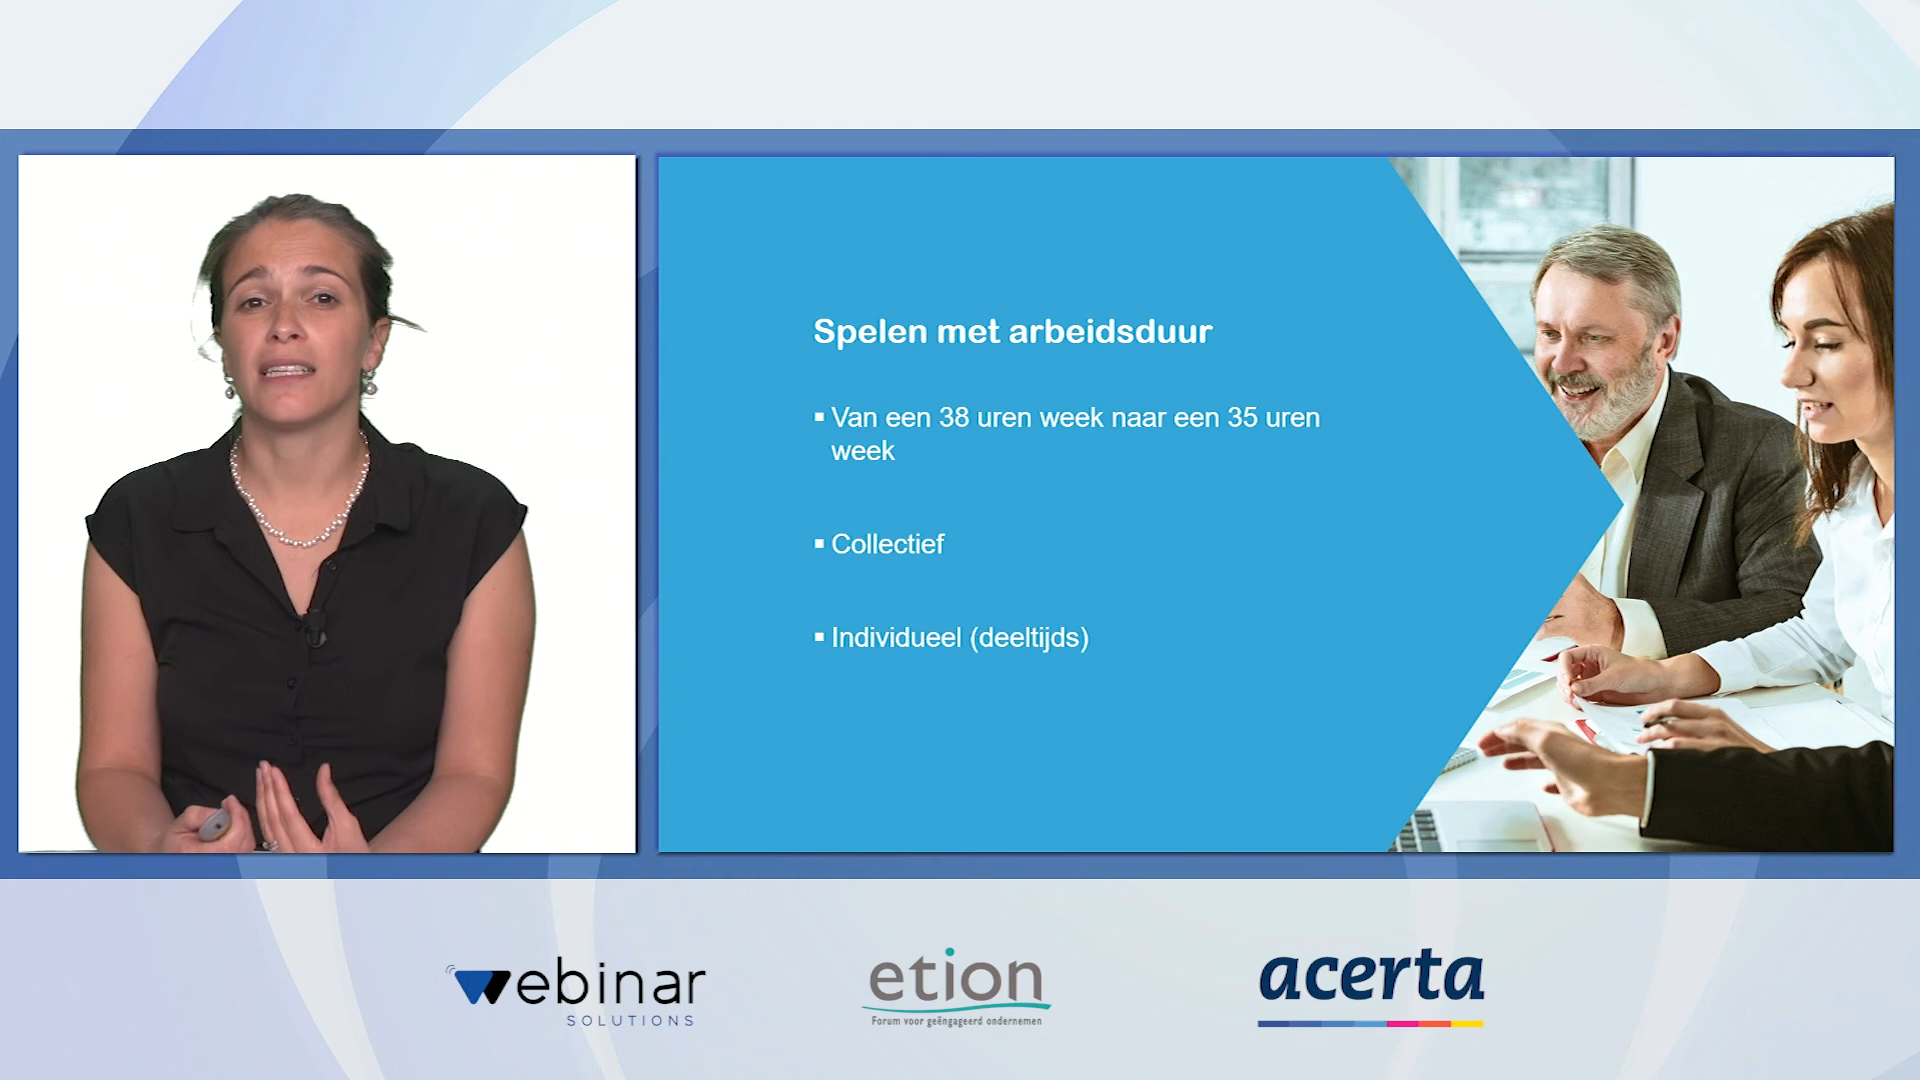 Spelen met arbeidsduur
▪ Van een 38 uren week naar een 35 uren
week
▪ Collectief
▪ Individueel (deeltijds)
Webinar
SOLUTIONS
etion
Forum voor geëngageerd ondernemen
acerta